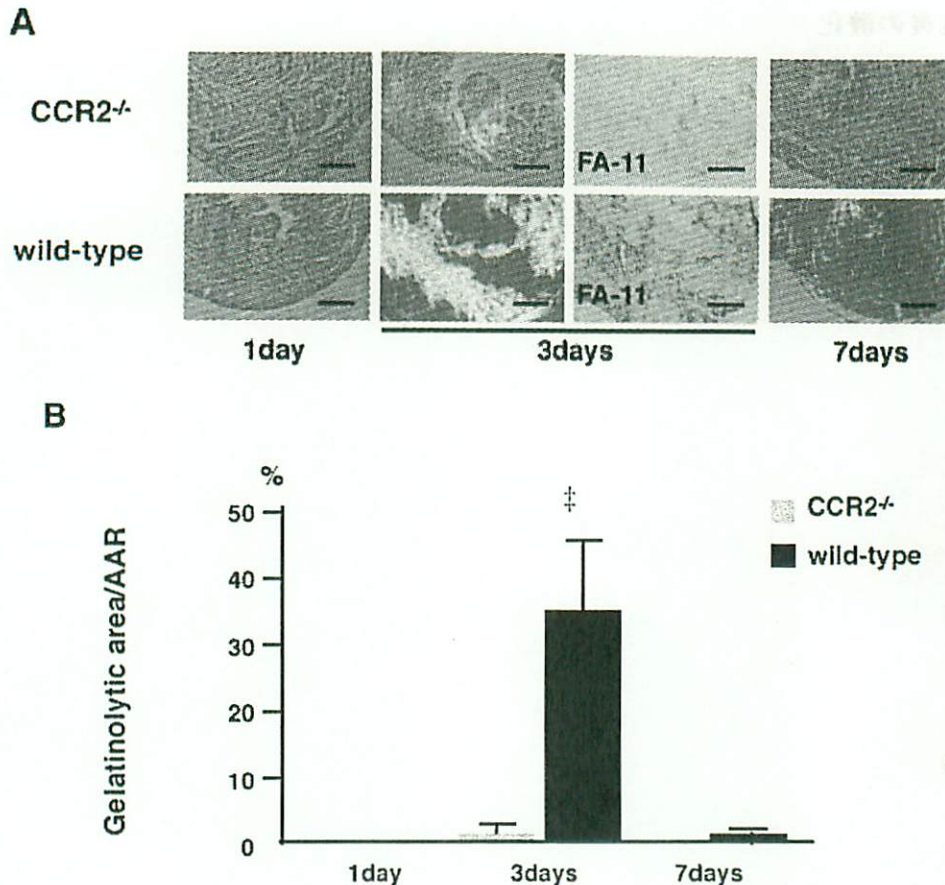 A
CCR2-/-
FA-11
wild-type
FA-11
1day
3days
7days
B
%
50
40
30
20
10
0
Gelatinolytic area/AAR
‡
CCR2-/-
wild-type
1day
3days
7days